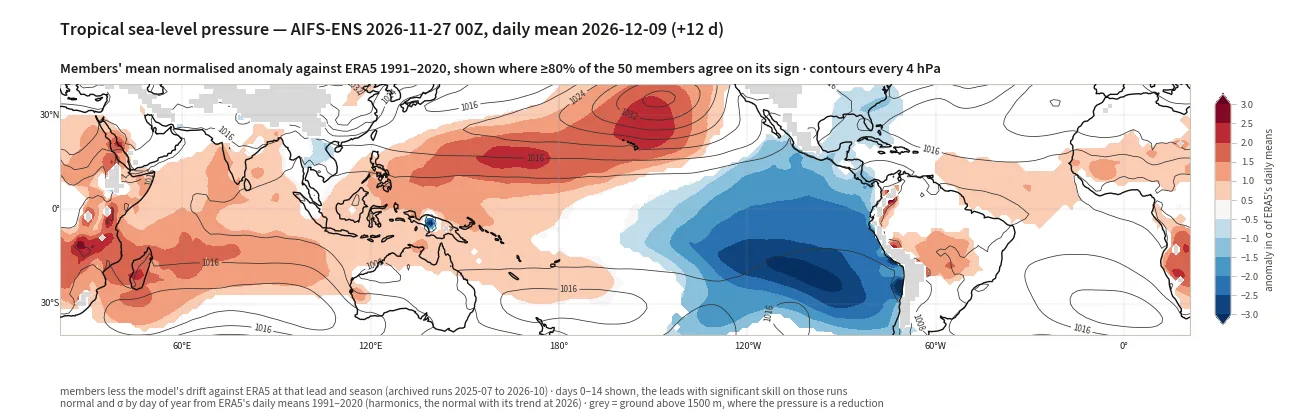 Tropical sea-level pressure — AIFS-ENS 2026-11-27 00Z, daily mean 2026-12-09 (+12 d)
Members' mean normalised anomaly against ERA5 1991–2020, shown where ≥80% of the 50 members agree on its sign · contours every 4 hPa
30°N
0°
30°S
60°E
120°E
180°
120°W
60°W
0°
1016
1016
1024
1032
1016
1016
1016
1008
1016
1016
1016
1008
1016
3.0
2.5
2.0
1.5
1.0
0.5
−0.5
−1.0
−1.5
−2.0
−2.5
−3.0
anomaly in σ of ERA5's daily means
members less the model's drift against ERA5 at that lead and season (archived runs 2025-07 to 2026-10) · days 0–14 shown, the leads with significant skill on those runs
normal and σ by day of year from ERA5's daily means 1991–2020 (harmonics, the normal with its trend at 2026) · grey = ground above 1500 m, where the pressure is a reduction